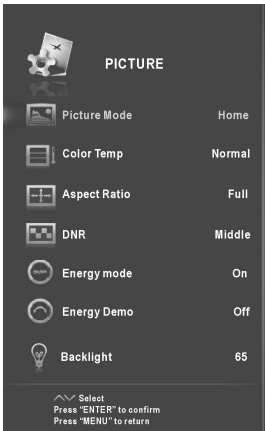 PICTURE
Picture Mode Home
Color Temp Normal
Aspect Ratio Full
DNR Middle
Energy mode On
Energy Demo Off
Backlight 65
Select
Press “ENTER” to confirm
Press “MENU” to return